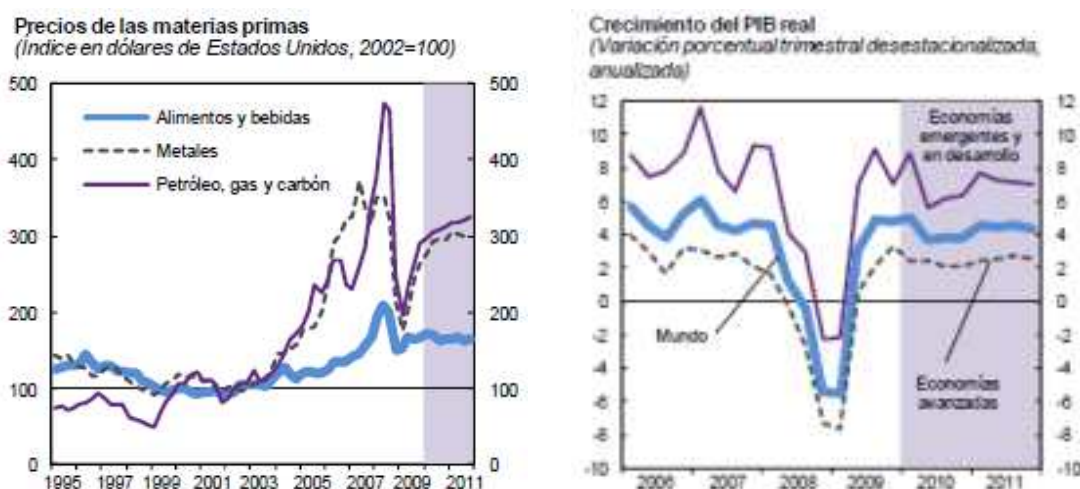 Precios de las materias primas
(Índice en dólares de Estados Unidos, 2002=100)
500
400
300
200
100
0
Alimentos y bebidas
Metales
Petróleo, gas y carbón
500
400
300
200
100
0
1995 1997 1999 2001 2003 2005 2007 2009 2011
Crecimiento del PIB real
(Variación porcentual trimestral desestacionalizada,
anualizada)
12
10
8
6
4
2
0
-2
-4
-6
-8
-10
Economías
emergentes y
en desarrollo
Mundo
Economías
avanzadas
12
10
8
6
4
2
0
-2
-4
-6
-8
-10
2006 2007 2008 2009 2010 2011